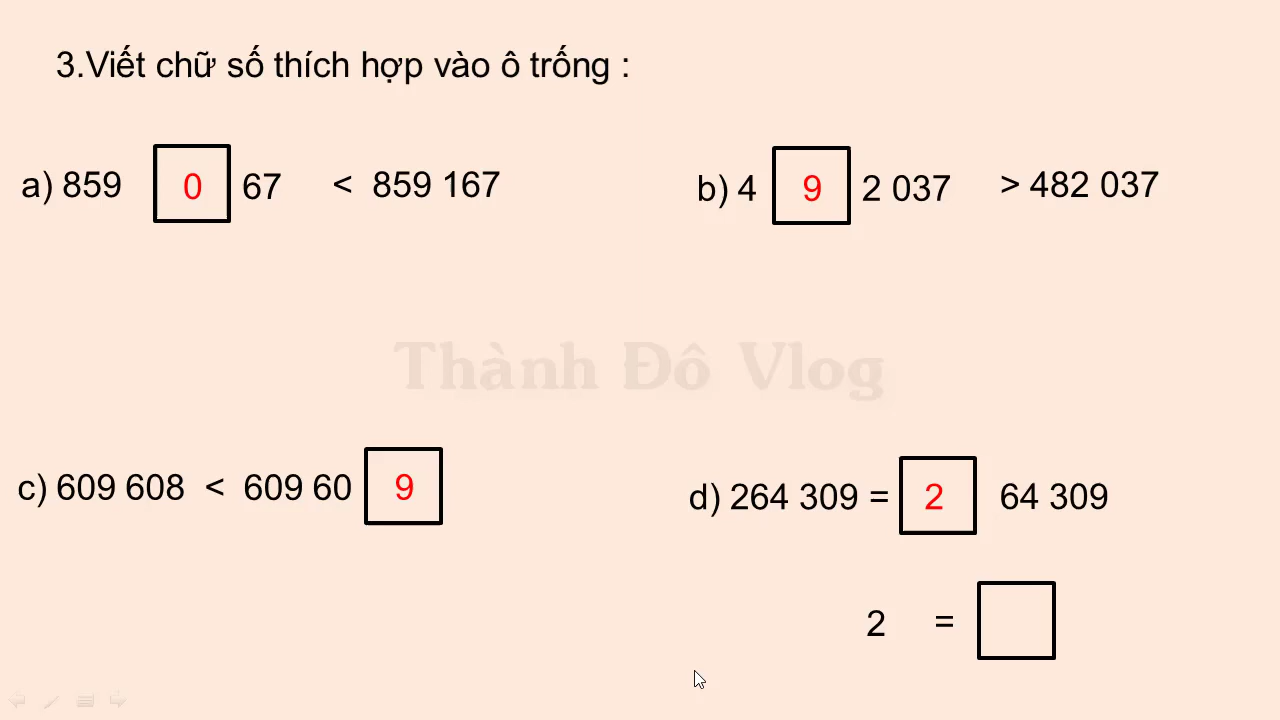 3.Viết chữ số thích hợp vào ô trống :
a) 859 0 67 < 859 167
b) 4 9 2 037 > 482 037
Thành Đô Vlog
c) 609 608 < 609 60 9
d) 264 309 = 2 64 309
2 =